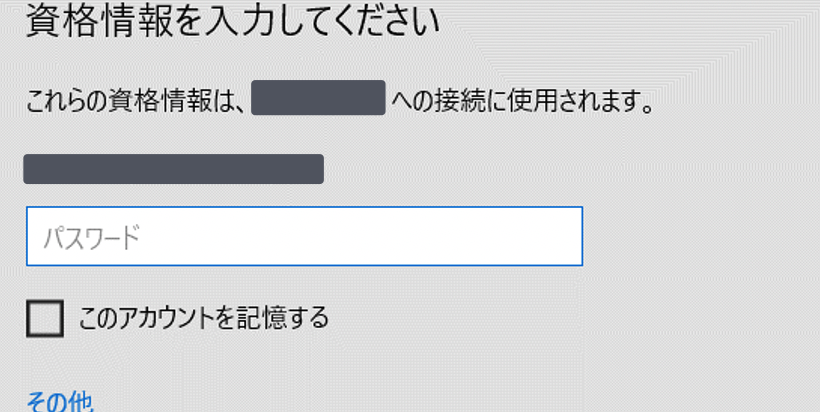 資格情報を入力してください
これらの資格情報は、 への接続に使用されます。
パスワード
このアカウントを記憶する
その他